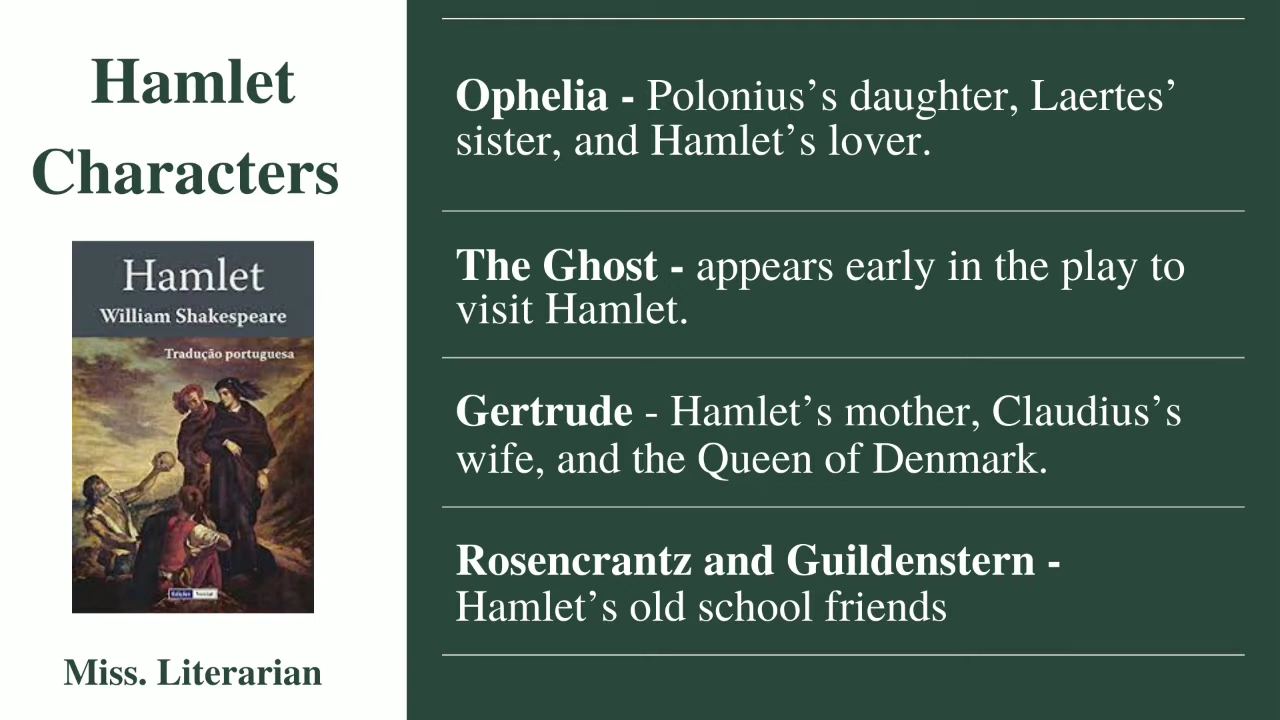 Hamlet
Characters
Hamlet
William Shakespeare
Tradução portuguesa
Miss. Literarian
Ophelia - Polonius’s daughter, Laertes’
sister, and Hamlet’s lover.
The Ghost - appears early in the play to
visit Hamlet.
Gertrude - Hamlet’s mother, Claudius’s
wife, and the Queen of Denmark.
Rosencrantz and Guildenstern -
Hamlet’s old school friends